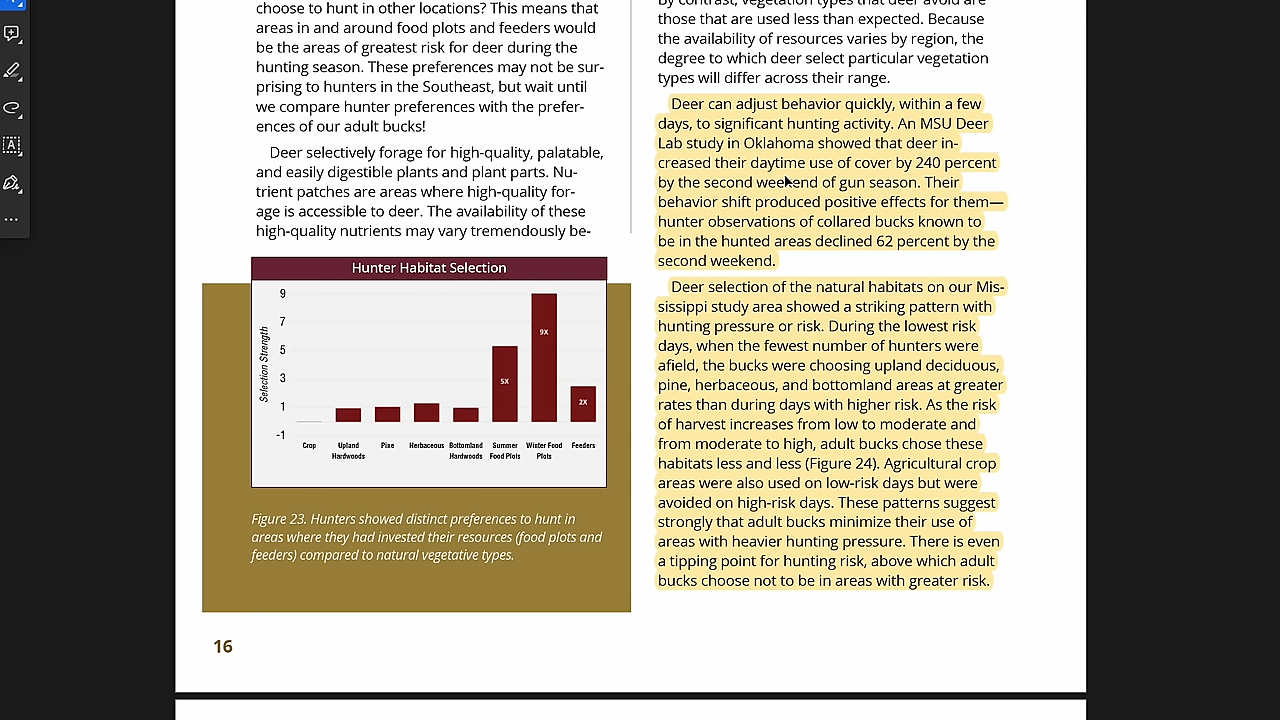 choose to hunt in other locations? This means that
areas in and around food plots and feeders would
be the areas of greatest risk for deer during the
hunting season. These preferences may not be sur-
prising to hunters in the Southeast, but wait until
we compare hunter preferences with the prefer-
ences of our adult bucks!
Deer selectively forage for high-quality, palatable,
and easily digestible plants and plant parts. Nu-
trient patches are areas where high-quality for-
age is accessible to deer. The availability of these
high-quality nutrients may vary tremendously be-
Hunter Habitat Selection
Selection Strength
9
7
5
3
1
-1
5X
9X
2X
Crop
Upland
Hardwoods
Pine
Herbaceous
Bottomland
Hardwoods
Summer
Food Plots
Winter Food
Plots
Feeders
Figure 23. Hunters showed distinct preferences to hunt in
areas where they had invested their resources (food plots and
feeders) compared to natural vegetative types.
16
By contrast, vegetation types that deer avoid are
those that are used less than expected. Because
the availability of resources varies by region, the
degree to which deer select particular vegetation
types will differ across their range.
Deer can adjust behavior quickly, within a few
days, to significant hunting activity. An MSU Deer
Lab study in Oklahoma showed that deer in-
creased their daytime use of cover by 240 percent
by the second weekend of gun season. Their
behavior shift produced positive effects for them—
hunter observations of collared bucks known to
be in the hunted areas declined 62 percent by the
second weekend.
Deer selection of the natural habitats on our Mis-
sissippi study area showed a striking pattern with
hunting pressure or risk. During the lowest risk
days, when the fewest number of hunters were
afield, the bucks were choosing upland deciduous,
pine, herbaceous, and bottomland areas at greater
rates than during days with higher risk. As the risk
of harvest increases from low to moderate and
from moderate to high, adult bucks chose these
habitats less and less (Figure 24). Agricultural crop
areas were also used on low-risk days but were
avoided on high-risk days. These patterns suggest
strongly that adult bucks minimize their use of
areas with heavier hunting pressure. There is even
a tipping point for hunting risk, above which adult
bucks choose not to be in areas with greater risk.